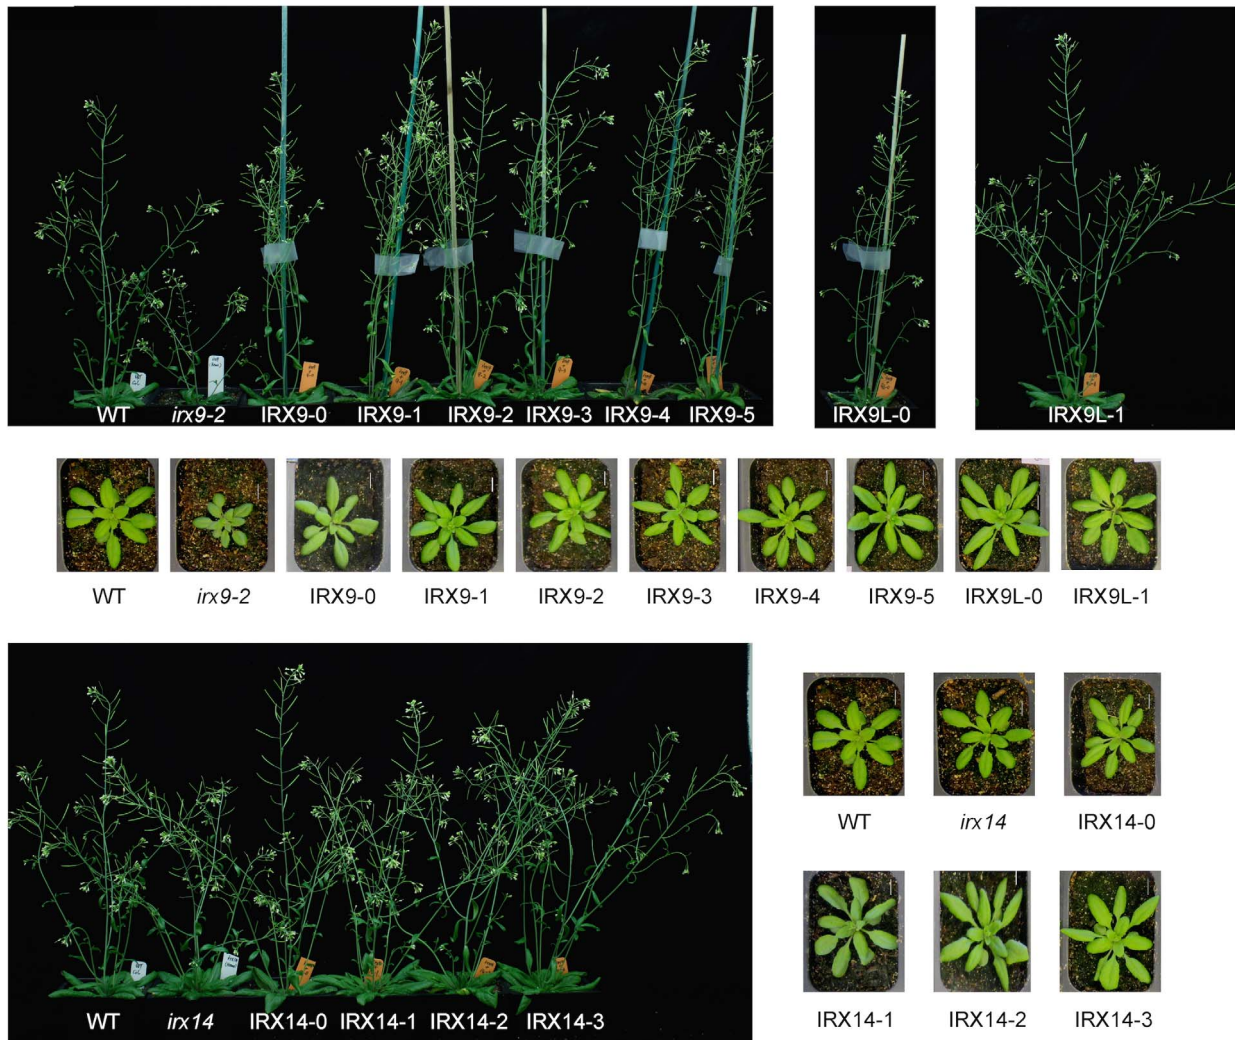 WT irx9-2 IRX9-0 IRX9-1 IRX9-2 IRX9-3 IRX9-4 IRX9-5 IRX9L-0 IRX9L-1
WT irx9-2 IRX9-0 IRX9-1 IRX9-2 IRX9-3 IRX9-4 IRX9-5 IRX9L-0 IRX9L-1
WT irx14 IRX14-0 IRX14-1 IRX14-2 IRX14-3
WT irx14 IRX14-0
IRX14-1 IRX14-2 IRX14-3